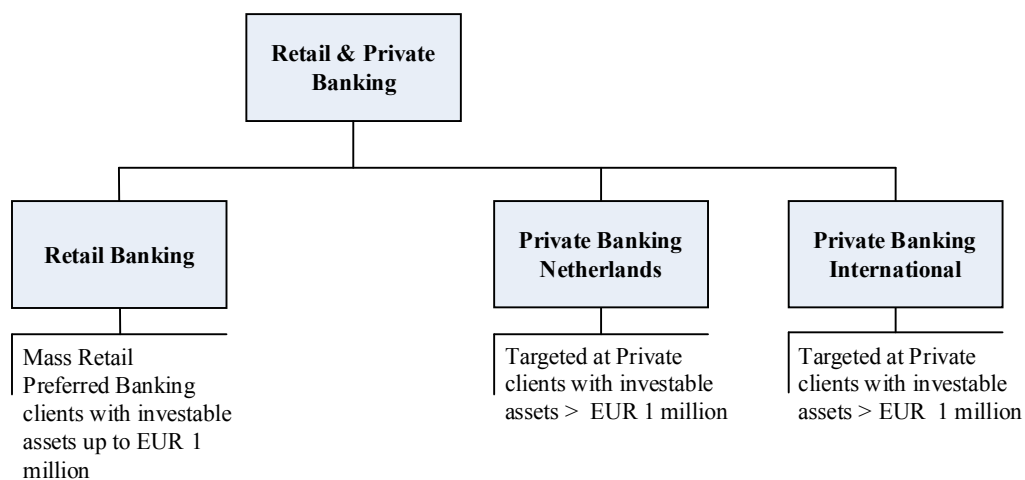 Retail & Private
Banking
Retail Banking
Private Banking
Netherlands
Private Banking
International
Mass Retail
Preferred Banking
clients with investable
assets up to EUR 1
million
Targeted at Private
clients with investable
assets > EUR 1 million
Targeted at Private
clients with investable
assets > EUR 1 million